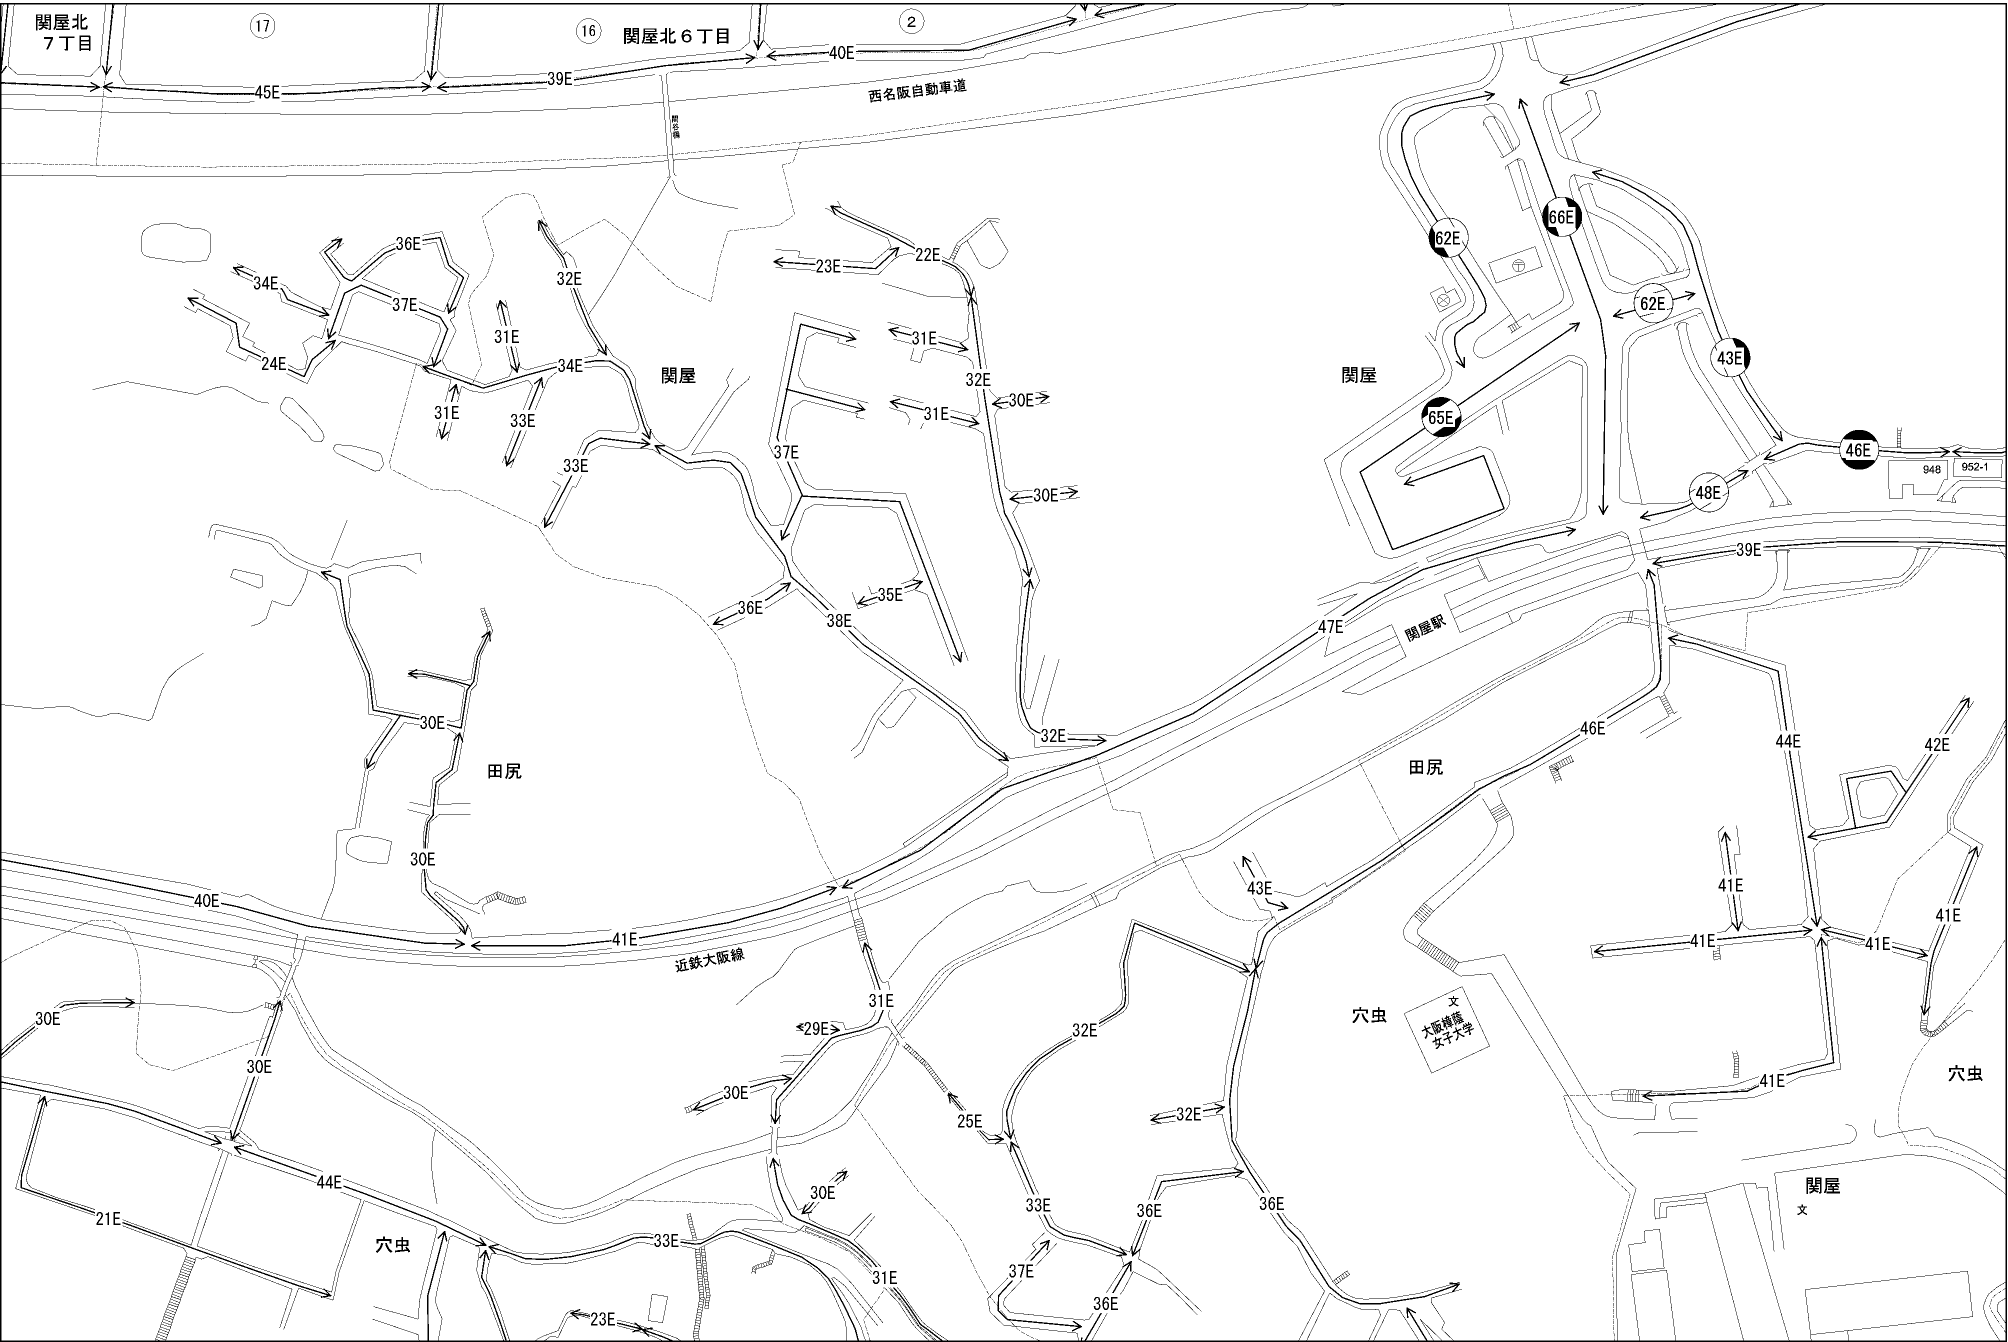 関屋北
７丁目
17
16
関屋北６丁目
2
40E
39E
45E
西名阪自動車道
関谷橋
36E
34E
37E
32E
31E
24E
34E
31E
33E
33E
関屋
22E
23E
31E
32E
30E
31E
37E
30E
36E
35E
38E
32E
62E
66E
〒
62E
43E
関屋
65E
46E
948
952-1
48E
39E
関屋駅
47E
30E
田尻
30E
40E
41E
近鉄大阪線
田尻
46E
44E
42E
43E
41E
41E
41E
41E
31E
29E
30E
30E
30E
32E
穴虫
文
大阪樟蔭
女子大学
41E
穴虫
25E
32E
44E
21E
穴虫
33E
30E
31E
33E
36E
36E
37E
36E
23E
関屋
文